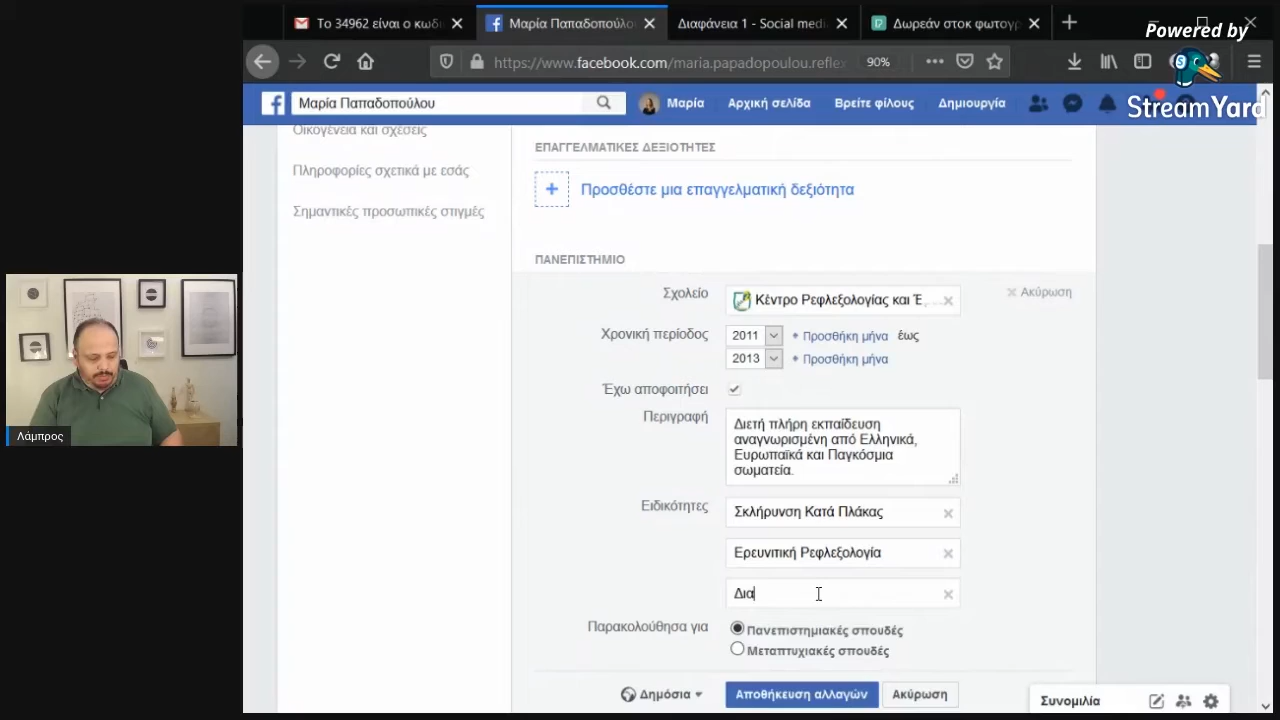 Το 34962 είναι ο κωδι
Μαρία Παπαδοπούλο
Διαφάνεια 1 - Social medi
Δωρεάν στοκ φωτογρ
Powered by
StreamYard
https://www.facebook.com/maria.papadopoulou.reflex
90%
Μαρία Παπαδοπούλου
Μαρία
Αρχική σελίδα
Βρείτε φίλους
Δημιουργία
Οικογένεια και σχέσεις
Πληροφορίες σχετικά με εσάς
Σημαντικές προσωπικές στιγμές
ΕΠΑΓΓΕΛΜΑΤΙΚΕΣ ΔΕΞΙΟΤΗΤΕΣ
Προσθέστε μια επαγγελματική δεξιότητα
ΠΑΝΕΠΙΣΤΗΜΙΟ
Σχολείο
Κέντρο Ρεφλεξολογίας και Έ
Ακύρωση
Χρονική περίοδος
2011
+ Προσθήκη μήνα έως
2013
+ Προσθήκη μήνα
Έχω αποφοιτήσει
Περιγραφή
Διετή πλήρη εκπαίδευση
αναγνωρισμένη από Ελληνικά,
Ευρωπαϊκά και Παγκόσμια
σωματεία.
Ειδικότητες
Σκλήρυνση Κατά Πλάκας
Ερευνιτική Ρεφλεξολογία
Δια
Παρακολούθησα για
Πανεπιστημιακές σπουδές
Μεταπτυχιακές σπουδές
Δημόσια
Αποθήκευση αλλαγών
Ακύρωση
Συνομιλία
Λάμπρος